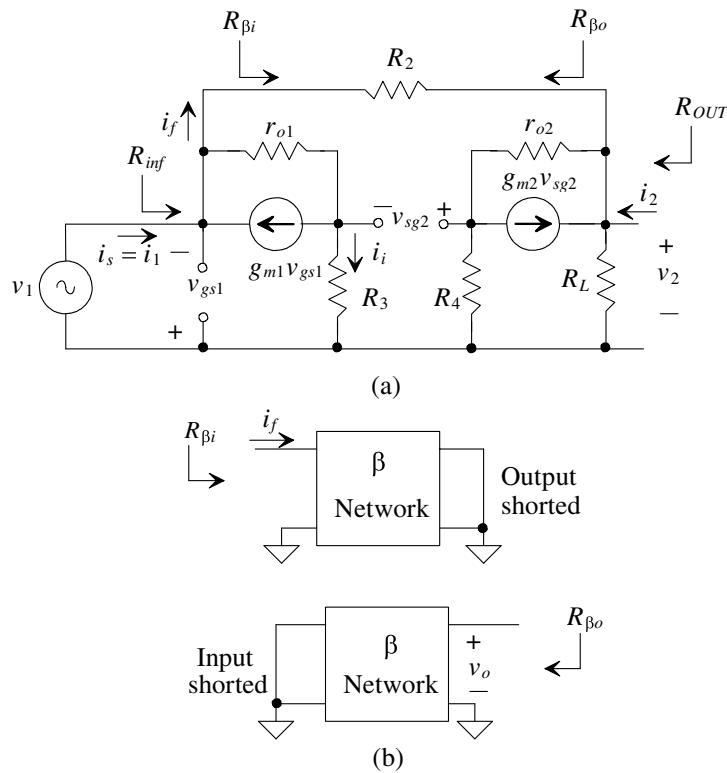 Rβi
Rβo
R2
ROUT
if
ro1
ro2
Rinf
gm2vsg2
− vsg2 +
i2
is = i1 −
ii
+
v1
vgs1
gm1vgs1
R3
R4
RL
v2
+
−
(a)
Rβi
if
β
Network
Output
shorted
Input
shorted
β
Network
+
vo
−
Rβo
(b)